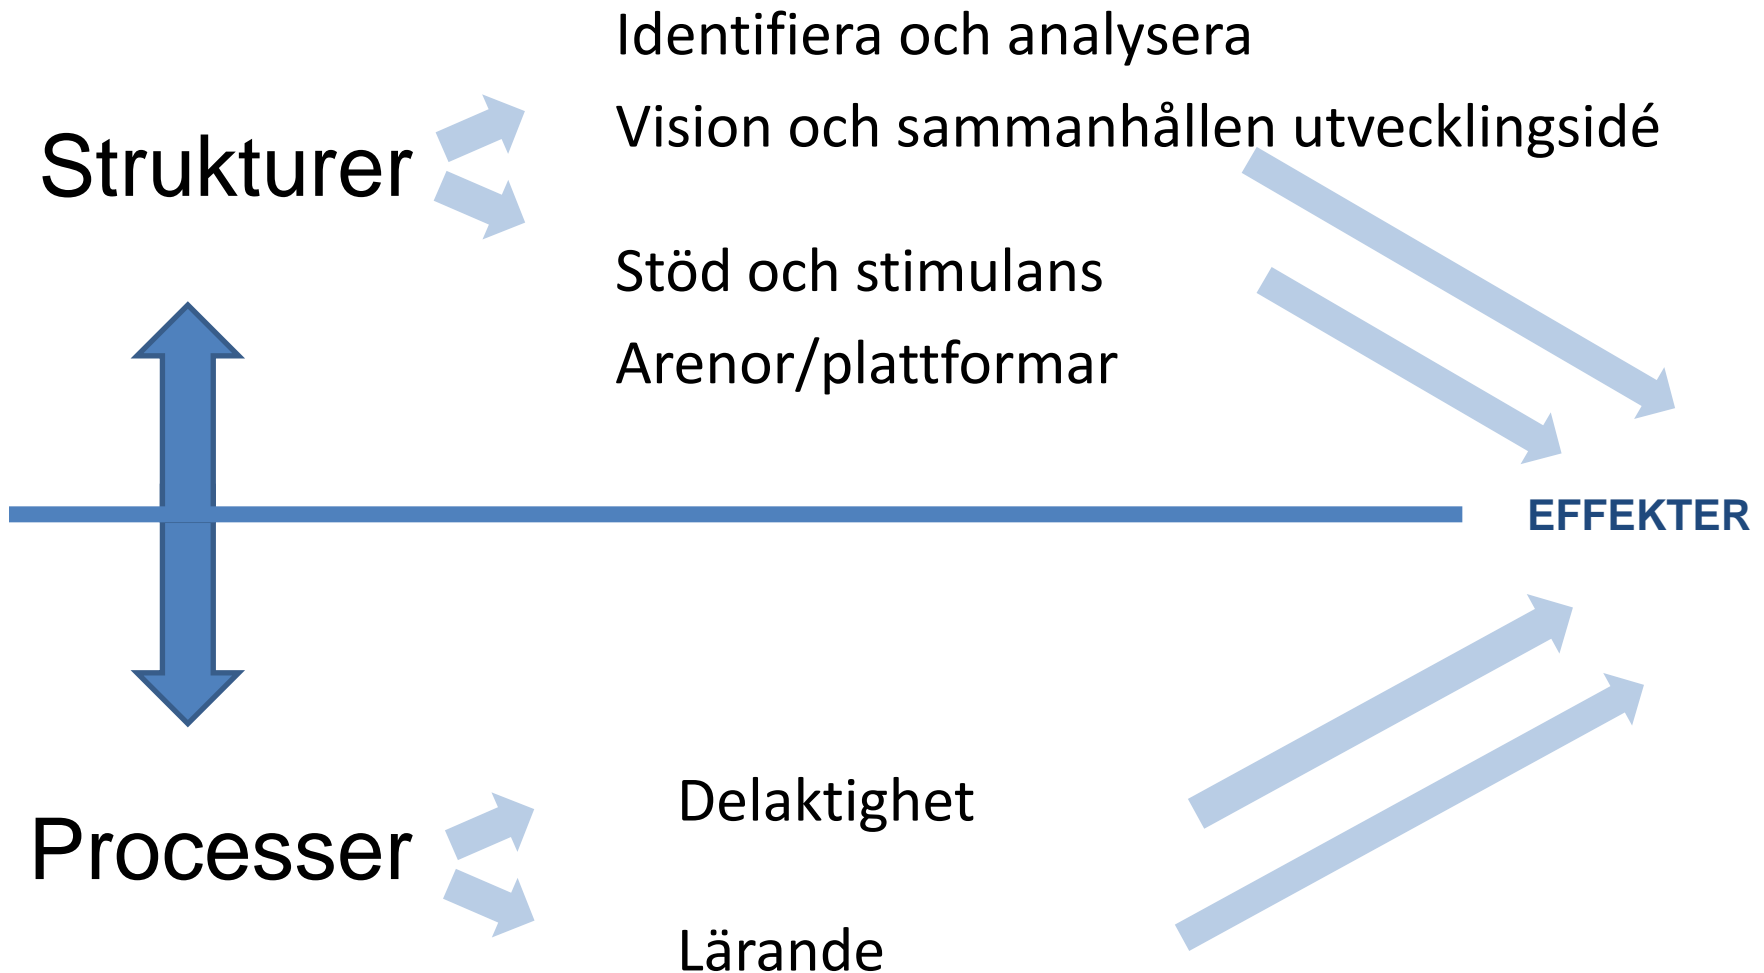 Identifiera och analysera
Vision och sammanhållen utvecklingsidé
Strukturer
Stöd och stimulans
Arenor/plattformar
EFFEKTER
Delaktighet
Processer
Lärande